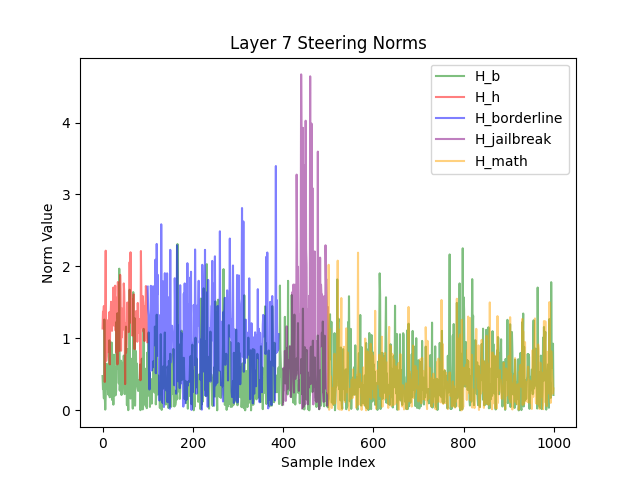 Layer 7 Steering Norms
H_b
H_h
H_borderline
H_jailbreak
H_math
Norm Value
4
3
2
1
0
0 200 400 600 800 1000
Sample Index